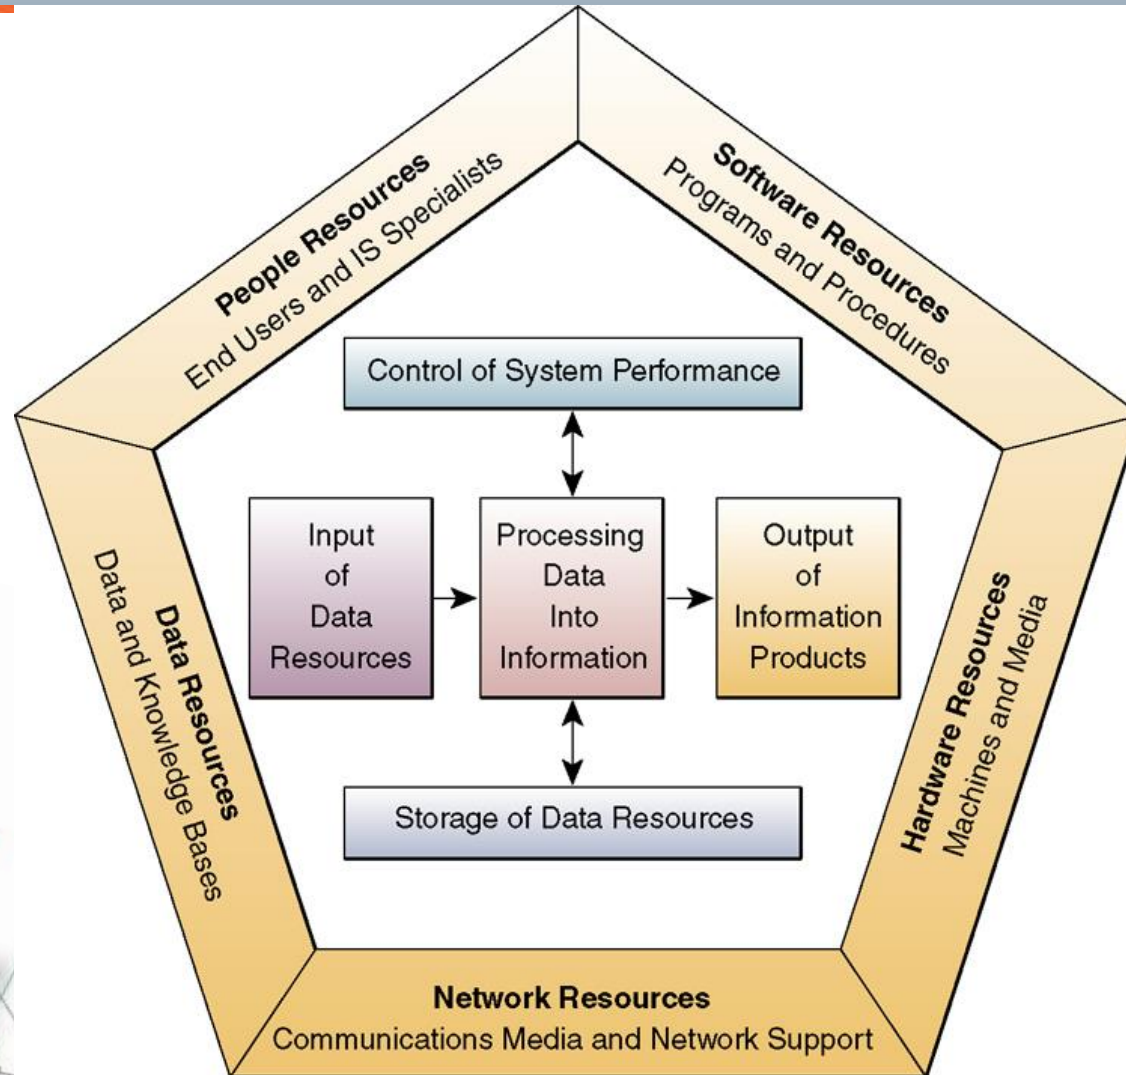 People Resources
End Users and IS Specialists
Software Resources
Programs and Procedures
Control of System Performance
Input
of
Data
Resources
Processing
Data
Into
Information
Output
of
Information
Products
Storage of Data Resources
Data Resources
Data and Knowledge Bases
Hardware Resources
Machines and Media
Network Resources
Communications Media and Network Support